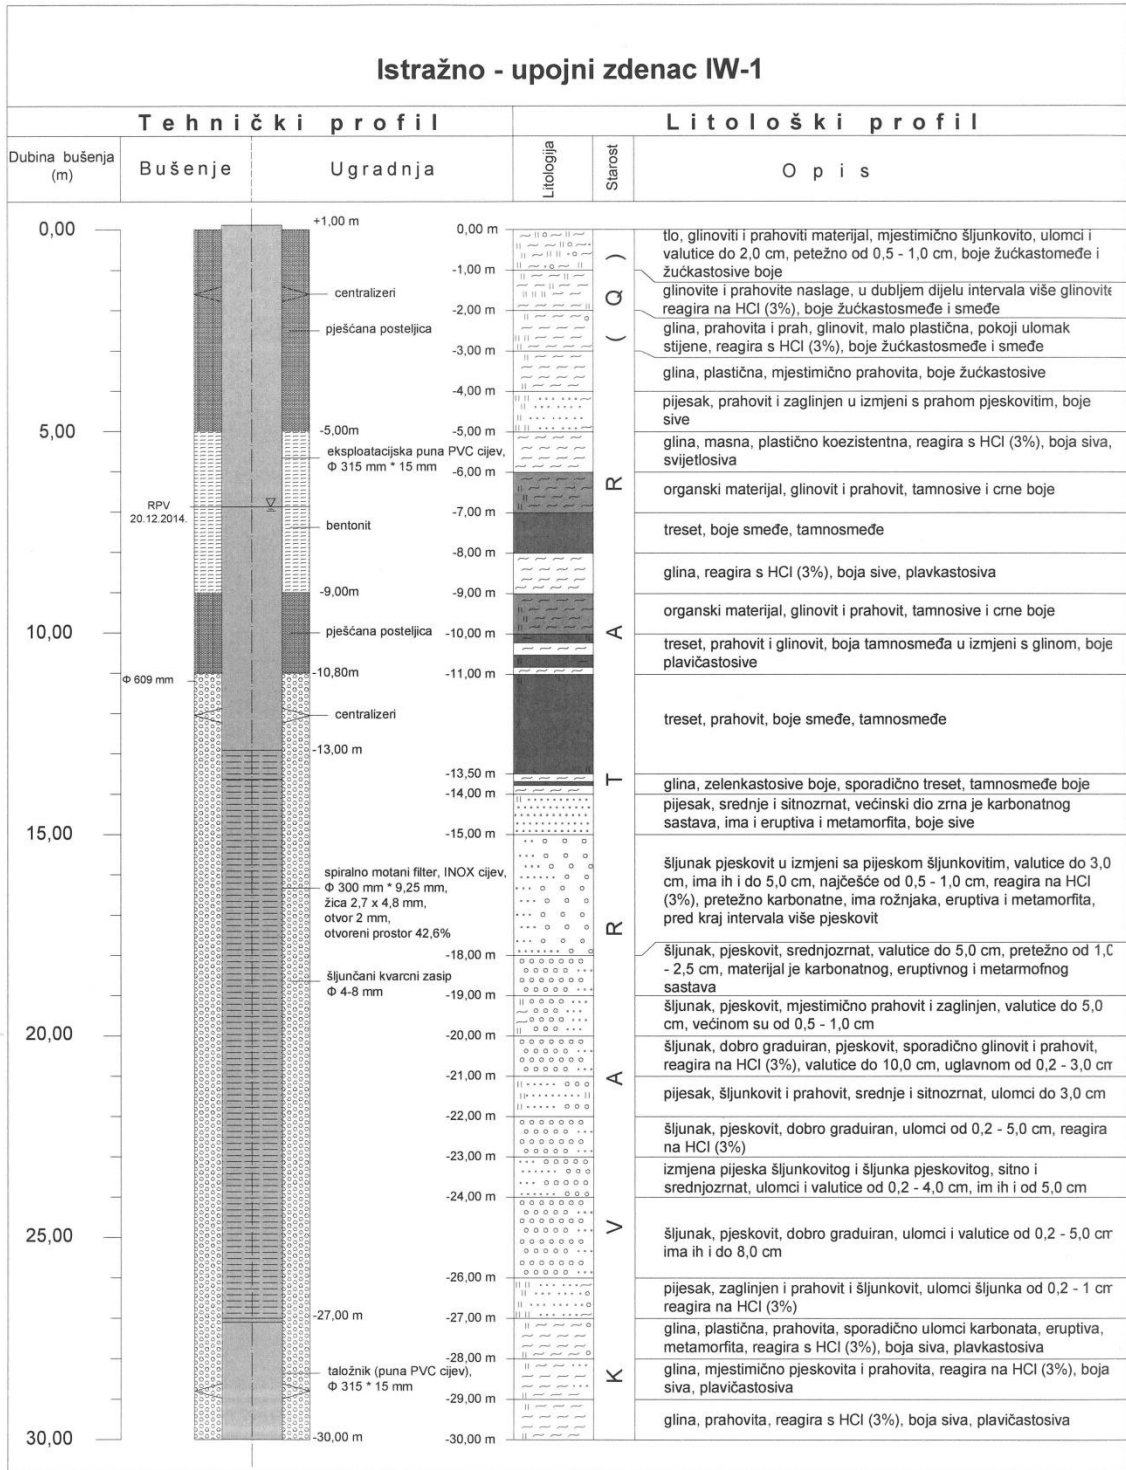 Istražno - upojni zdenac IW-1
Tehnički profil
Litološki profil
Dubina bušenja
(m)
Bušenje
Ugradnja
Litologija
Starost
Opis
0,00
5,00
10,00
15,00
20,00
25,00
30,00
+1,00 m
centralizeri
pješčana posteljica
-5,00m
eksploatacijska puna PVC cijev,
Φ 315 mm * 15 mm
RPV
20.12.2014.
bentonit
-9,00m
pješčana posteljica
-10,80m
Φ 609 mm
centralizeri
-13,00 m
spiralno motani filter, INOX cijev,
Φ 300 mm * 9,25 mm,
žica 2,7 x 4,8 mm,
otvor 2 mm,
otvoreni prostor 42,6%
šljunčani kvarcni zasip
Φ 4-8 mm
-27,00 m
taložnik (puna PVC cijev),
Φ 315 * 15 mm
-30,00 m
0,00 m
-1,00 m
-2,00 m
-3,00 m
-4,00 m
-5,00 m
-6,00 m
-7,00 m
-8,00 m
-9,00 m
-10,00 m
-11,00 m
-13,50 m
-14,00 m
-15,00 m
-18,00 m
-19,00 m
-20,00 m
-21,00 m
-22,00 m
-23,00 m
-24,00 m
-26,00 m
-27,00 m
-28,00 m
-29,00 m
-30,00 m
KVARTAR (Q)
tlo, glinoviti i prahoviti materijal, mjestimično šljunkovito, ulomci i
valutice do 2,0 cm, petežno od 0,5 - 1,0 cm, boje žućkastomeđe i
žućkastosive boje
glinovite i prahovite naslage, u dubljem dijelu intervala više glinovite
reagira na HCl (3%), boje žućkastosmeđe i smeđe
glina, prahovita i prah, glinovit, malo plastična, pokoji ulomak
stijene, reagira s HCl (3%), boje žućkastosmeđe i smeđe
glina, plastična, mjestimično prahovita, boje žućkastosive
pijesak, prahovit i zaglinjen u izmjeni s prahom pjeskovitim, boje
sive
glina, masna, plastično koezistentna, reagira s HCl (3%), boja siva,
svijetlosiva
organski materijal, glinovit i prahovit, tamnosive i crne boje
treset, boje smeđe, tamnosmeđe
glina, reagira s HCl (3%), boja sive, plavkastosiva
organski materijal, glinovit i prahovit, tamnosive i crne boje
treset, prahovit i glinovit, boja tamnosmeđa u izmjeni s glinom, boje
plavičastosive
treset, prahovit, boje smeđe, tamnosmeđe
glina, zelenkastosive boje, sporadično treset, tamnosmeđe boje
pijesak, srednje i sitnozrnat, većinski dio zrna je karbonatnog
sastava, ima i eruptiva i metamorfita, boje sive
šljunak pjeskovit u izmjeni sa pijeskom šljunkovitim, valutice do 3,0
cm, ima ih i do 5,0 cm, najčešće od 0,5 - 1,0 cm, reagira na HCl
(3%), pretežno karbonatne, ima rožnjaka, eruptiva i metamorfita,
pred kraj intervala više pjeskovit
šljunak, pjeskovit, srednjozrnat, valutice do 5,0 cm, pretežno od 1,0
- 2,5 cm, materijal je karbonatnog, eruptivnog i metarmofnog
sastava
šljunak, pjeskovit, mjestimično prahovit i zaglinjen, valutice do 5,0
cm, većinom su od 0,5 - 1,0 cm
šljunak, dobro graduiran, pjeskovit, sporadično glinovit i prahovit,
reagira na HCl (3%), valutice do 10,0 cm, uglavnom od 0,2 - 3,0 cm
pijesak, šljunkovit i prahovit, srednje i sitnozrnat, ulomci do 3,0 cm
šljunak, pjeskovit, dobro graduiran, ulomci od 0,2 - 5,0 cm, reagira
na HCl (3%)
izmjena pijeska šljunkovitog i šljunka pjeskovitog, sitno i
srednjozrnat, ulomci i valutice od 0,2 - 4,0 cm, im ih i od 5,0 cm
šljunak, pjeskovit, dobro graduiran, ulomci i valutice od 0,2 - 5,0 cm
ima ih i do 8,0 cm
pijesak, zaglinjen i prahovit i šljunkovit, ulomci šljunka od 0,2 - 1 cm
reagira na HCl (3%)
glina, plastična, prahovita, sporadično ulomci karbonata, eruptiva,
metamorfita, reagira s HCl (3%), boja siva, plavkastosiva
glina, mjestimično pjeskovita i prahovita, reagira na HCl (3%), boja
siva, plavičastosiva
glina, prahovita, reagira s HCl (3%), boja siva, plavičastosiva